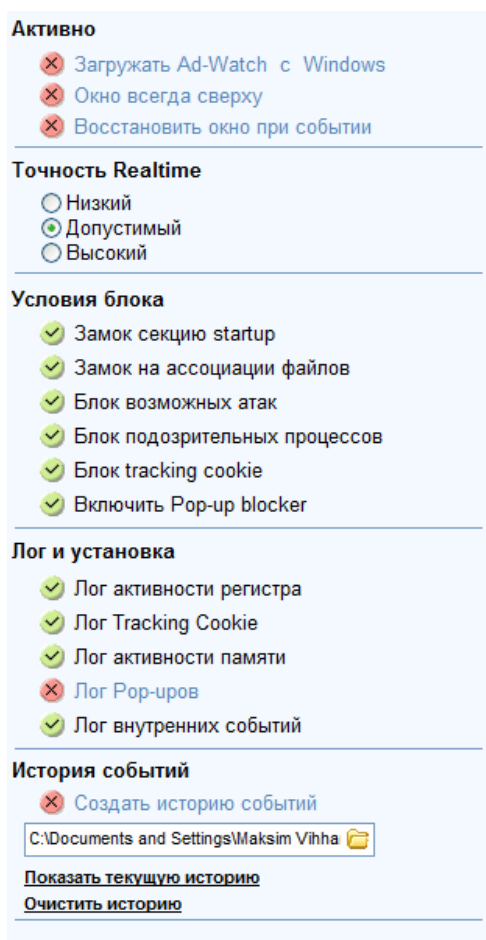 Активно
Загружать Ad-Watch с Windows
Окно всегда сверху
Восстановить окно при событии
Точность Realtime
Низкий
Допустимый
Высокий
Условия блока
Замок секцию startup
Замок на ассоциации файлов
Блок возможных атак
Блок подозрительных процессов
Блок tracking cookie
Включить Pop-up blocker
Лог и установка
Лог активности регистра
Лог Tracking Cookie
Лог активности памяти
Лог Pop-upов
Лог внутренних событий
История событий
Создать историю событий
C:\Documents and Settings\Maksim Vihha
Показать текущую историю
Очистить историю